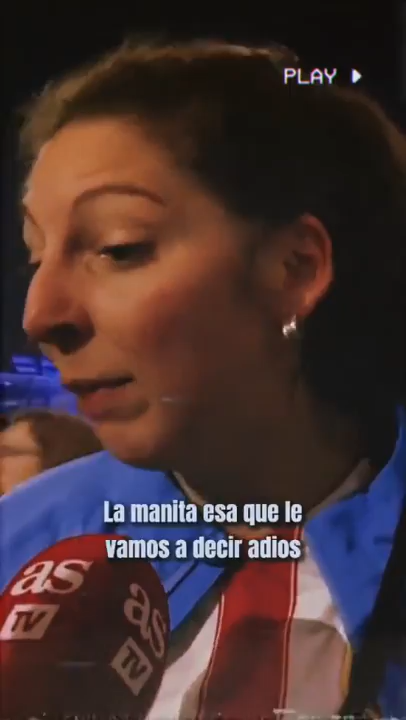 PLAY
La manita esa que le
vamos a decir adios
as
TV
as
TV